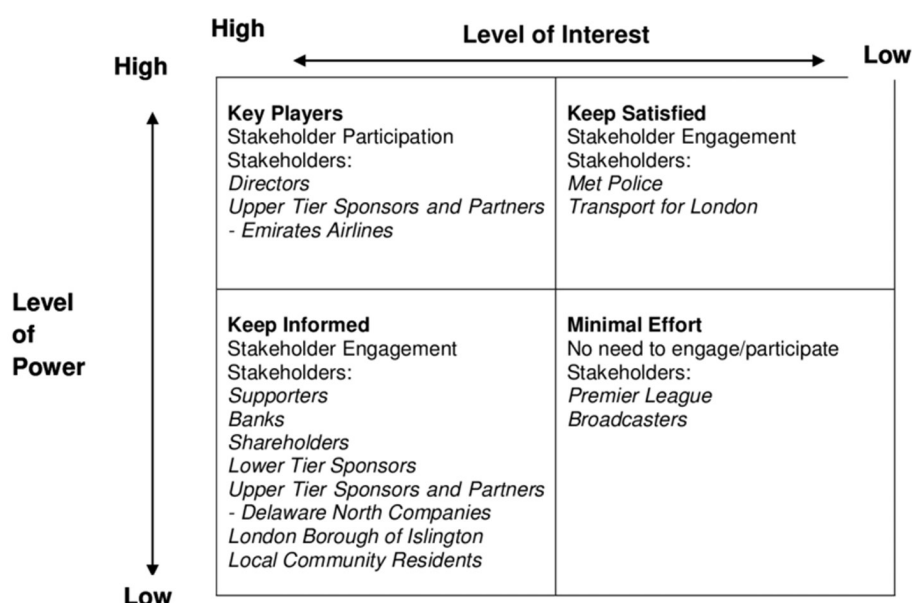 High
Level of Interest
Low
High
Key Players
Stakeholder Participation
Stakeholders:
Directors
Upper Tier Sponsors and Partners
- Emirates Airlines
Keep Satisfied
Stakeholder Engagement
Stakeholders:
Met Police
Transport for London
Level
of
Power
Keep Informed
Stakeholder Engagement
Stakeholders:
Supporters
Banks
Shareholders
Lower Tier Sponsors
Upper Tier Sponsors and Partners
- Delaware North Companies
London Borough of Islington
Local Community Residents
Minimal Effort
No need to engage/participate
Stakeholders:
Premier League
Broadcasters
Low